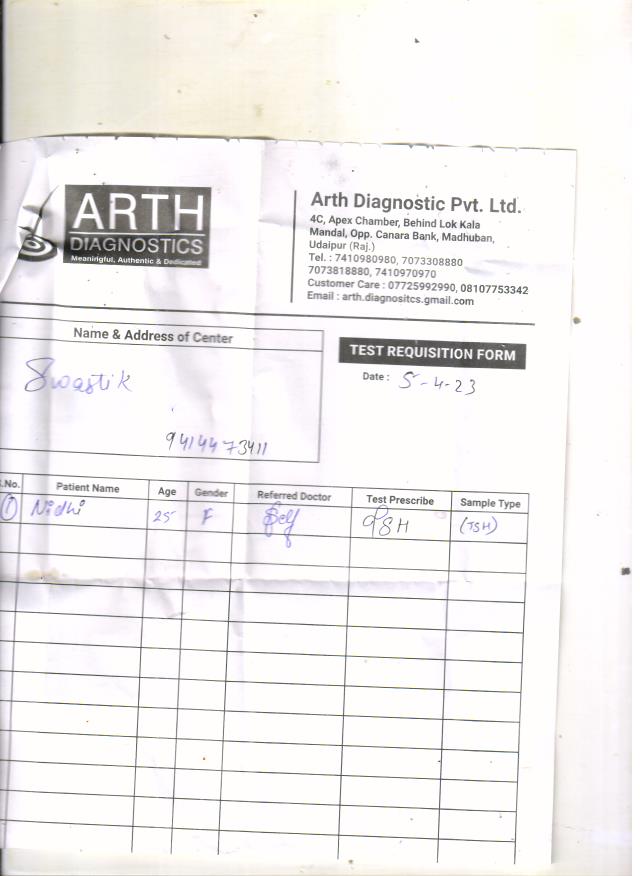 ARTH
DIAGNOSTICS
Meaningful, Authentic & Dedicated
Arth Diagnostic Pvt. Ltd.
4C, Apex Chamber, Behind Lok Kala
Mandal, Opp. Canara Bank, Madhuban,
Udaipur (Raj.)
Tel. : 7410980980, 7073308880
7073818880, 7410970970
Customer Care : 07725992990, 08107753342
Email : arth.diagnositcs.gmail.com
Name & Address of Center
Swastik
9414473411
TEST REQUISITION FORM
Date : 5-4-23
.No. Patient Name Age Gender Referred Doctor Test Prescribe Sample Type
1 Nidhi 25 F Self (TSH)